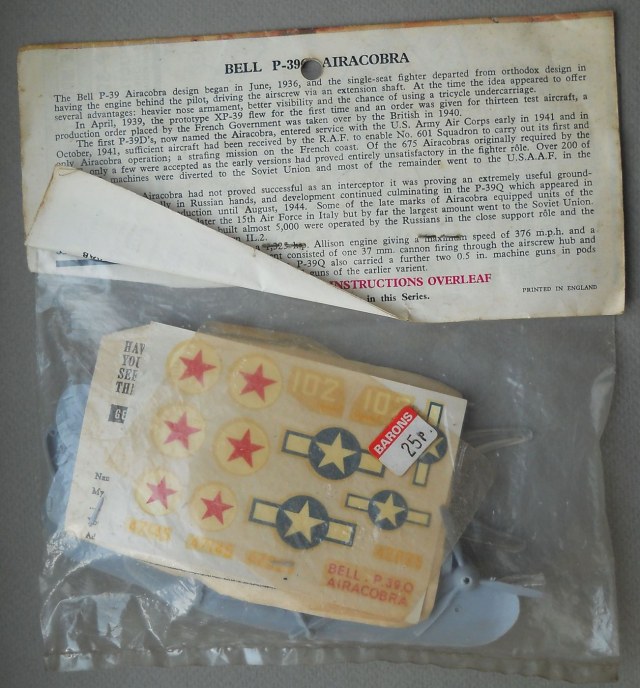 BELL P-39 AIRACOBRA
The Bell P-39 Airacobra design began in June, 1936, and the single-seat fighter departed from orthodox design in
having the engine behind the pilot, driving the airscrew via an extension shaft. At the time the idea appeared to offer
several advantages: heavier nose armament, better visibility and the chance of using a tricycle undercarriage.
In April, 1939, the prototype XP-39 flew for the first time and an order was given for thirteen test aircraft, a
production order placed by the French Government was taken over by the British in 1940.
The first P-39D's, now named the Airacobra, entered service with the U.S. Army Air Corps early in 1941 and in
October, 1941, sufficient aircraft had been recived by the R.A.F. to enable No. 601 Squadron to carry out its first and
only Airacobra operation; a strafing mission on the French coast. Of the 675 Airacobras originally required by the
only a few were accepted as the early versions had proved entirely unsatisfactory in the fighter rôle. Over 200 of
machines were diverted to the Soviet Union and most of the remainder went to the U.S.A.A.F. in the
Airacobra had not proved successful as an interceptor it was proving an extremely useful ground-
in Russian hands, and development continued culminating in the P-39Q which appeared in
until August, 1944. Some of the late marks of Airacobra equipped units of the
the 15th Air Force in Italy but by far the largest amount went to the Soviet Union.
built almost 5,000 were operated by the Russians in the close support rôle and the
IL.2.
h.p. Allison engine giving a maximum speed of 376 m.p.h. and a
consisted of one 37 mm. cannon firing through the airscrew hub and
P-39Q also carried a further two 0.5 in. machine guns in pods
guns of the earlier varient.
INSTRUCTIONS OVERLEAF
in this Series.
PRINTED IN ENGLAND
102
102
BARONS
25p.
BELL - P-39Q
AIRACOBRA